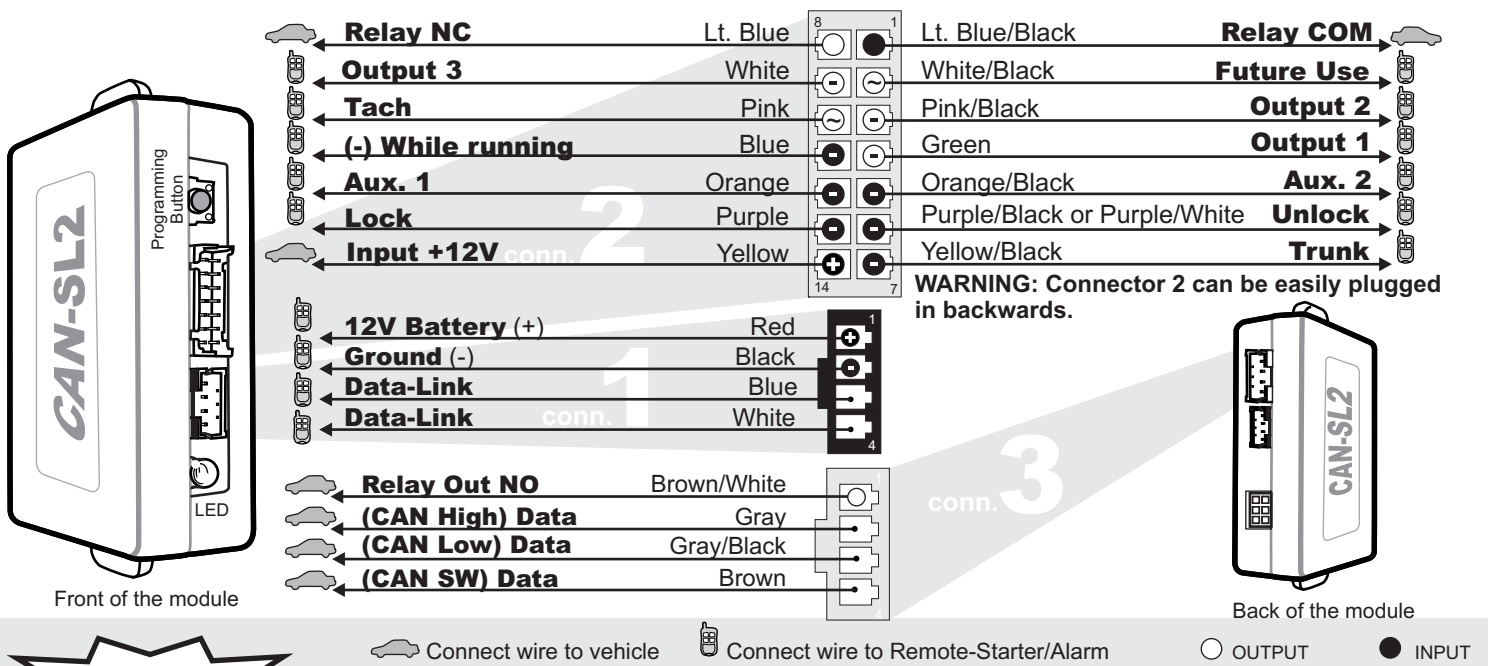 8 1
Relay NC Lt. Blue Lt. Blue/Black Relay COM
Output 3 White White/Black Future Use
Tach Pink Pink/Black Output 2
(-) While running Blue Green Output 1
Aux. 1 Orange Orange/Black Aux. 2
Lock Purple Purple/Black or Purple/White Unlock
Input +12V Yellow Yellow/Black Trunk
conn. 2
14 7
WARNING: Connector 2 can be easily plugged
in backwards.
Programming
Button
CAN-SL2
LED
Front of the module
12V Battery (+) Red 1
Ground (-) Black
Data-Link Blue
Data-Link White 4
conn. 1
Relay Out NO Brown/White 1
(CAN High) Data Gray
(CAN Low) Data Gray/Black
(CAN SW) Data Brown 4
conn. 3
CAN-SL2
Back of the module
Connect wire to vehicle Connect wire to Remote-Starter/Alarm OUTPUT INPUT